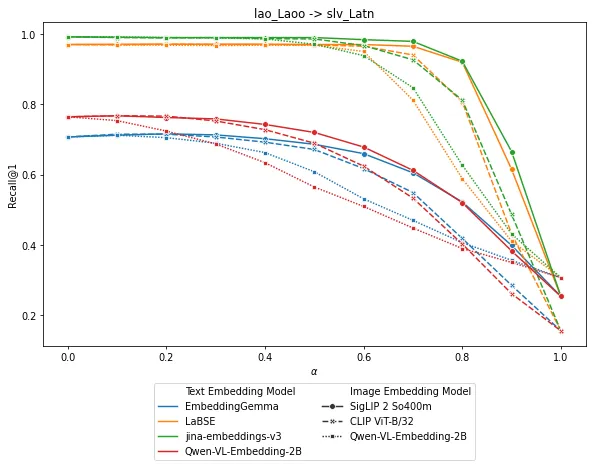 lao_Laoo -> slv_Latn
1.0
0.8
0.6
0.4
0.2
Recall@1
0.0 0.2 0.4 0.6 0.8 1.0
α
Text Embedding Model Image Embedding Model
EmbeddingGemma SigLIP 2 So400m
LaBSE CLIP ViT-B/32
jina-embeddings-v3 Qwen-VL-Embedding-2B
Qwen-VL-Embedding-2B